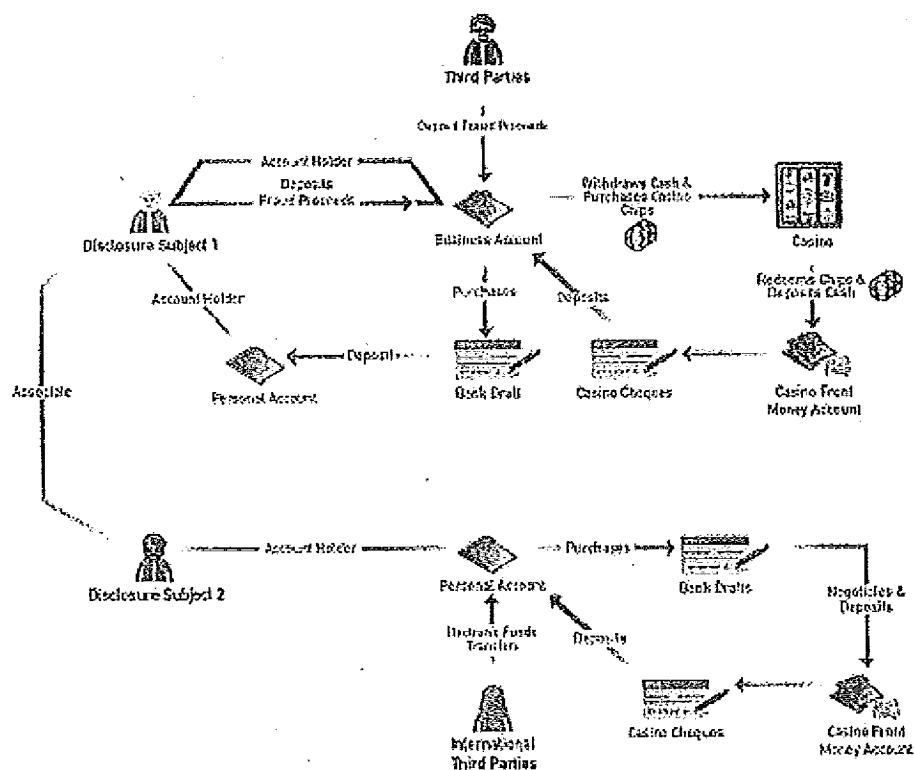 Third Parties
Deposit Fraud Proceeds
Account Holder
Deposits
Fraud Proceeds
Withdraws Cash &
Purchases Casino
Chips
Disclosure Subject 1
Business Account
Casino
Account Holder
Purchases
Deposits
Redeems Chips &
Deposits Cash
Deposit
Associate
Personal Account
Bank Draft
Casino Cheques
Casino Front
Money Account
Account Holder
Purchases
Disclosure Subject 2
Personal Account
Bank Drafts
Negotiates &
Deposits
Electronic Funds
Transfers
Deposits
International
Third Parties
Casino Cheques
Casino Front
Money Account